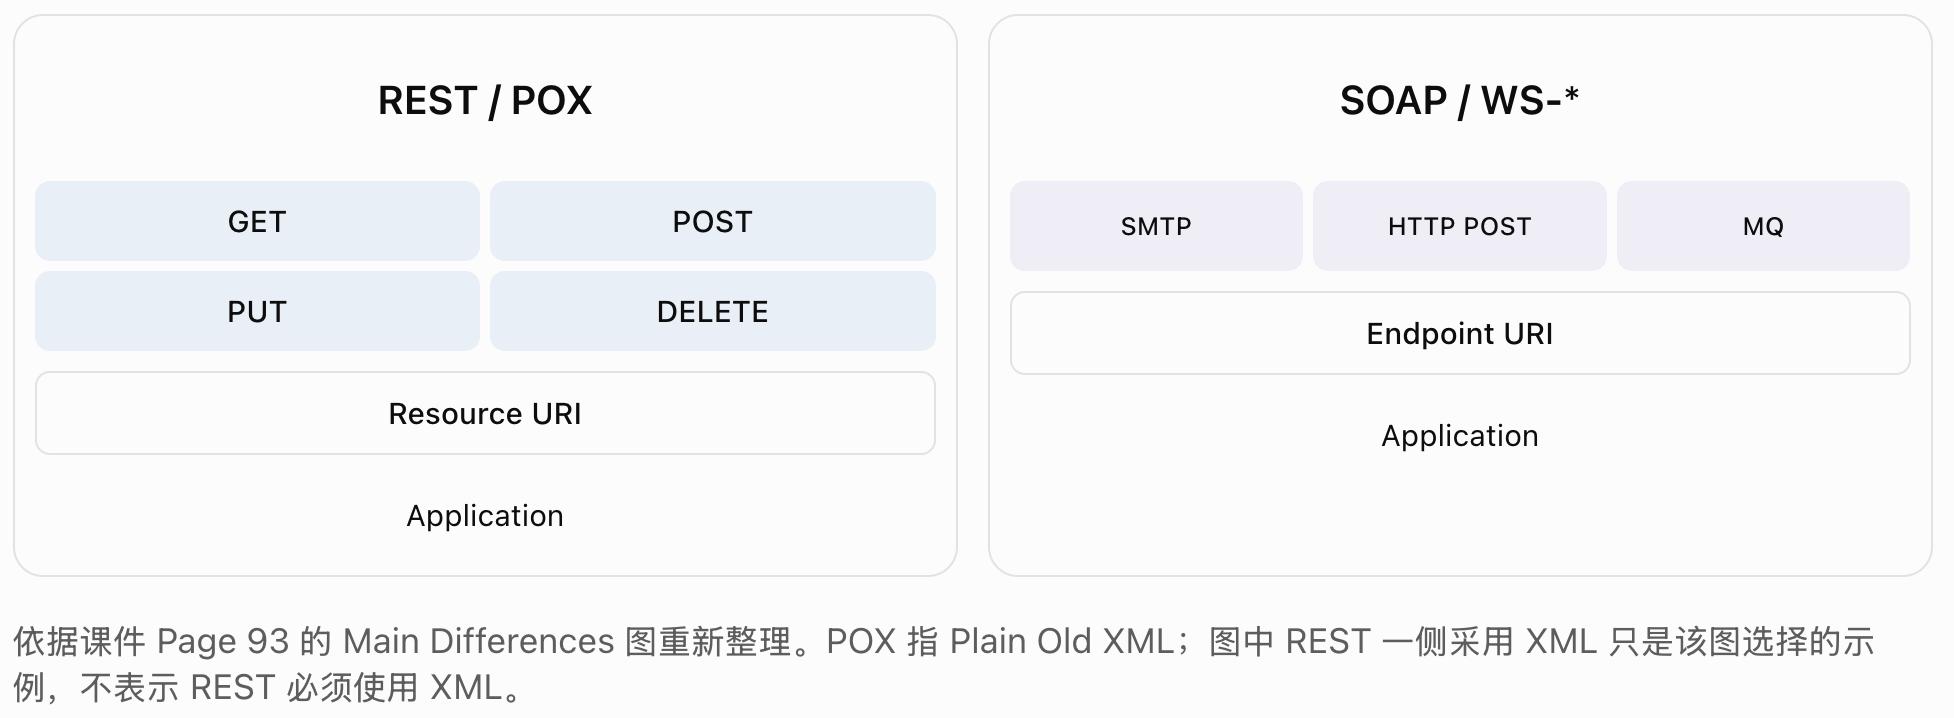 REST / POX
GET
POST
PUT
DELETE
Resource URI
Application
SOAP / WS-*
SMTP
HTTP POST
MQ
Endpoint URI
Application
依据课件 Page 93 的 Main Differences 图重新整理。POX 指 Plain Old XML；图中 REST 一侧采用 XML 只是该图选择的示
例，不表示 REST 必须使用 XML。